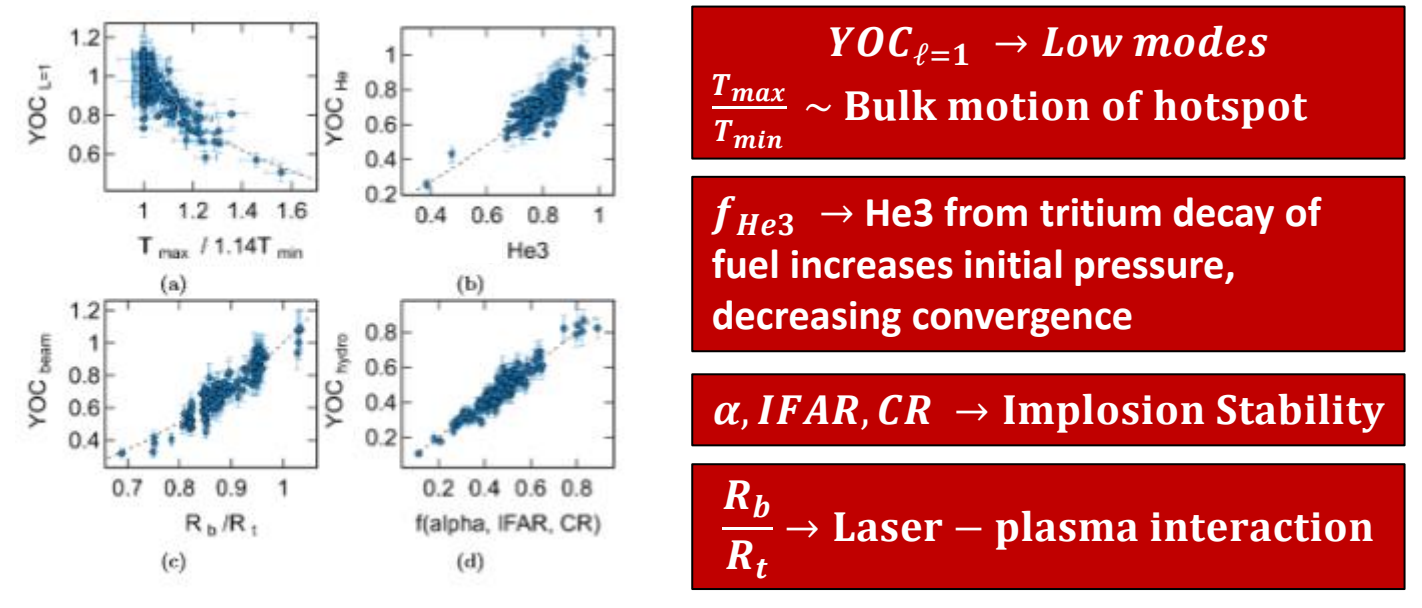 1.2
1
0.8
0.6
YOC L=1
1 1.2 1.4 1.6
T max / 1.14T min
(a)
1
0.8
0.6
0.4
0.2
YOC He
0.4 0.6 0.8 1
He3
(b)
1.2
1
0.8
0.6
0.4
YOC beam
0.7 0.8 0.9 1
R b /R t
(c)
0.8
0.6
0.4
0.2
YOC hydro
0.2 0.4 0.6 0.8
f(alpha, IFAR, CR)
(d)
YOCℓ=1 → Low modes
Tmax/Tmin ~ Bulk motion of hotspot
fHe3 → He3 from tritium decay of
fuel increases initial pressure,
decreasing convergence
α, IFAR, CR → Implosion Stability
Rb/Rt → Laser − plasma interaction